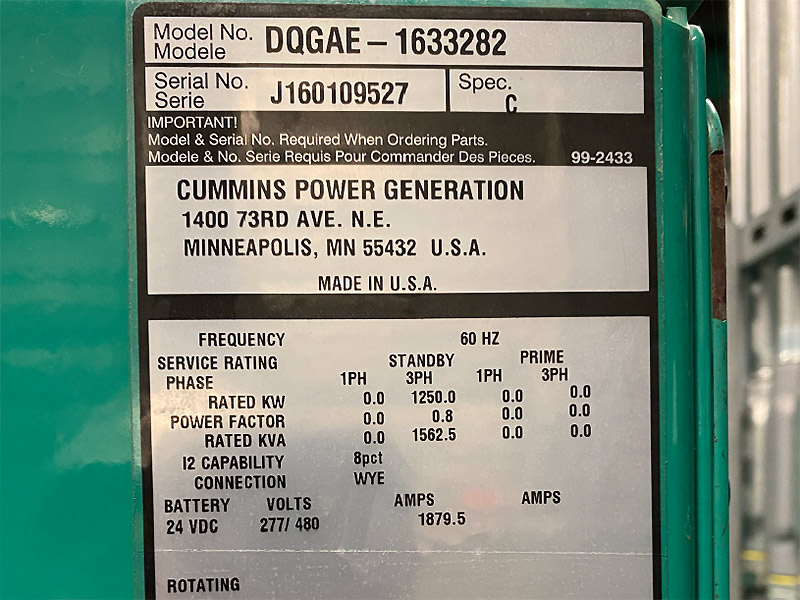 Model No. DQGAE – 1633282
Modele
Serial No. J160109527 Spec. C
Serie
IMPORTANT!
Model & Serial No. Required When Ordering Parts.
Modele & No. Serie Requis Pour Commander Des Pieces. 99-2433
CUMMINS POWER GENERATION
1400 73RD AVE. N.E.
MINNEAPOLIS, MN 55432 U.S.A.
MADE IN U.S.A.
FREQUENCY 60 HZ
SERVICE RATING STANDBY PRIME
PHASE 1PH 3PH 1PH 3PH
RATED KW 0.0 1250.0 0.0 0.0
POWER FACTOR 0.0 0.8 0.0 0.0
RATED KVA 0.0 1562.5 0.0 0.0
I2 CAPABILITY 8pct
CONNECTION WYE
BATTERY VOLTS AMPS AMPS
24 VDC 277/ 480 1879.5
ROTATING